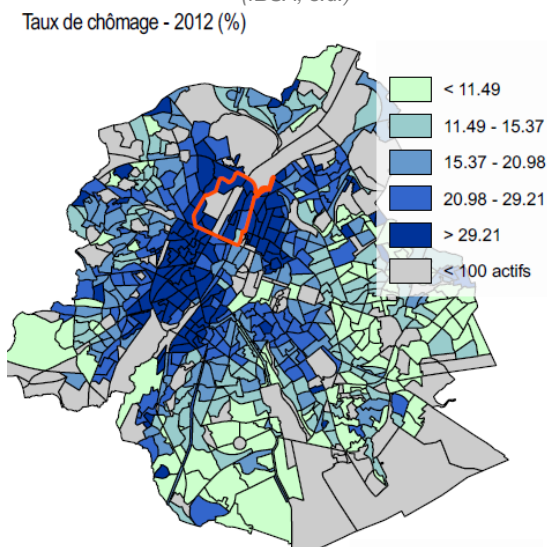 Taux de chômage - 2012 (%)
< 11.49
11.49 - 15.37
15.37 - 20.98
20.98 - 29.21
> 29.21
< 100 actifs